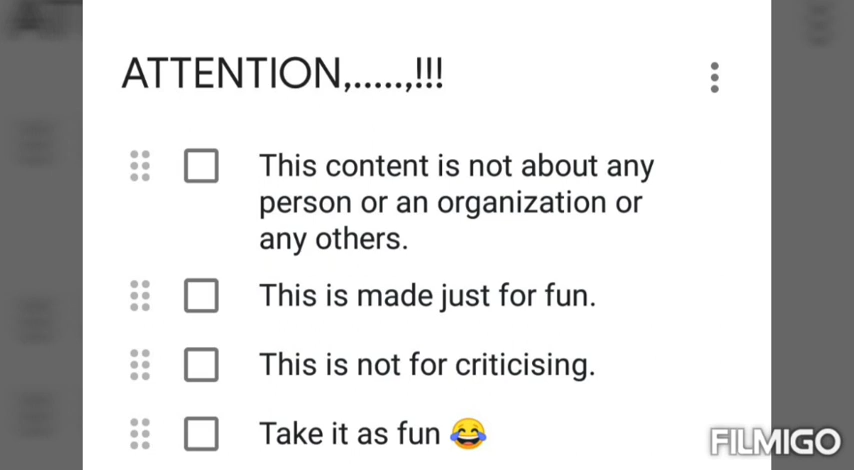 ATTENTION,.....,!!!
This content is not about any
person or an organization or
any others.
This is made just for fun.
This is not for criticising.
Take it as fun 😂
FILMIGO